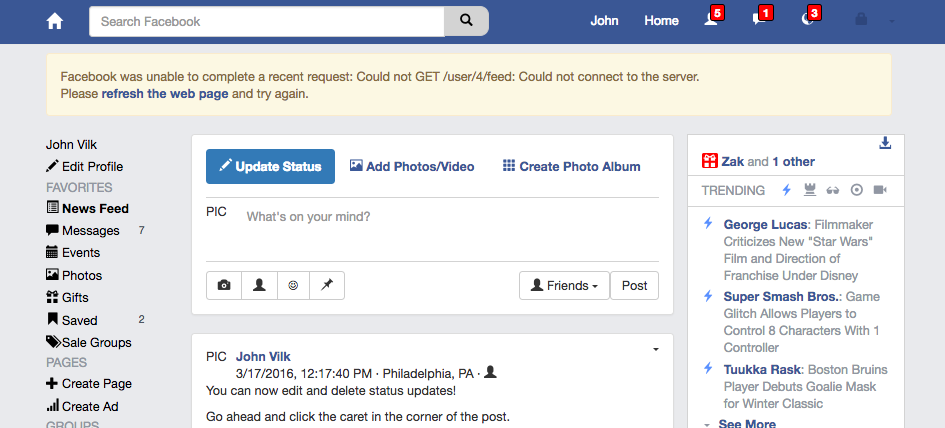 Search Facebook
John
Home
5
1
3
Facebook was unable to complete a recent request: Could not GET /user/4/feed: Could not connect to the server.
Please refresh the web page and try again.
John Vilk
Edit Profile
FAVORITES
News Feed
Messages 7
Events
Photos
Gifts
Saved 2
Sale Groups
PAGES
Create Page
Create Ad
GROUPS
Update Status
Add Photos/Video
Create Photo Album
PIC
What's on your mind?
Friends
Post
PIC
John Vilk
3/17/2016, 12:17:40 PM · Philadelphia, PA ·
You can now edit and delete status updates!
Go ahead and click the caret in the corner of the post.
Zak and 1 other
TRENDING
George Lucas: Filmmaker
Criticizes New "Star Wars"
Film and Direction of
Franchise Under Disney
Super Smash Bros.: Game
Glitch Allows Players to
Control 8 Characters With 1
Controller
Tuukka Rask: Boston Bruins
Player Debuts Goalie Mask
for Winter Classic
See More